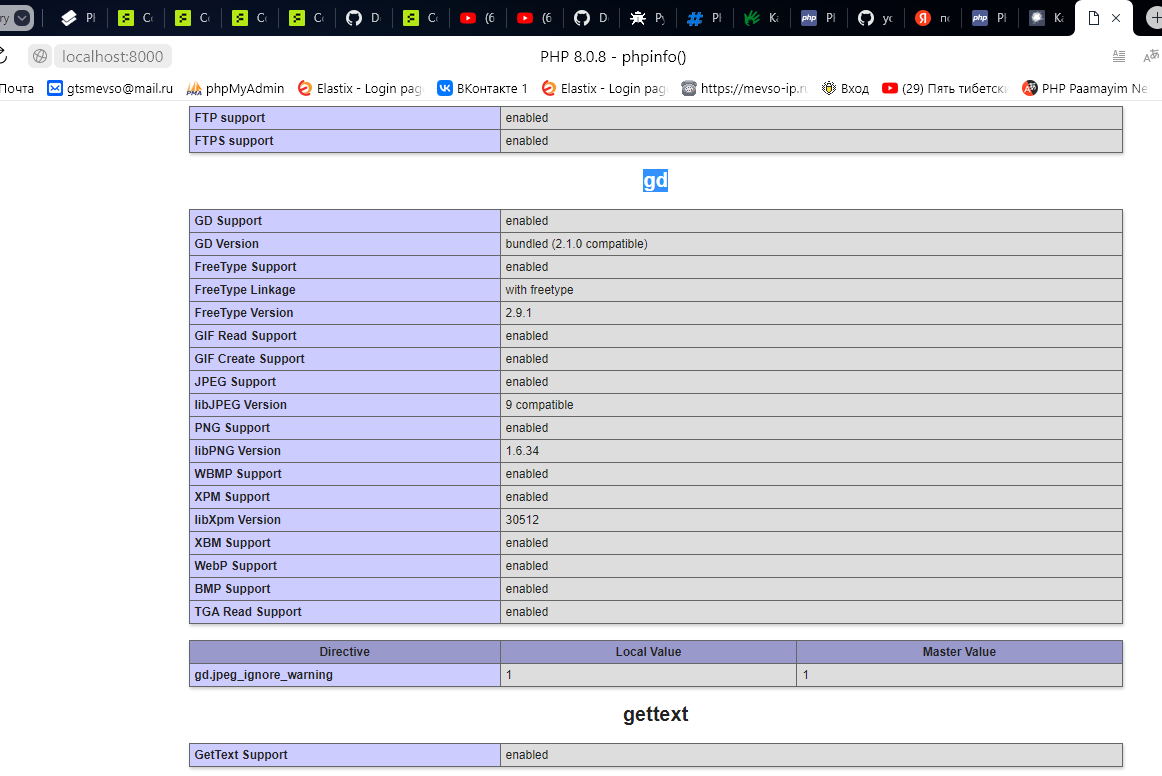 ry
Pl
Cc
Cc
Cc
Cc
D
Cc
(6
(6
D
Py
Pl
Ka
Pl
ус
по
Pl
Ка
localhost:8000
PHP 8.0.8 - phpinfo()
Почта
gtsmevso@mail.ru
phpMyAdmin
Elastix - Login pag
ВКонтакте 1
Elastix - Login pag
https://mevso-ip.ru
Вход
(29) Пять тибетски
PHP Paamayim Ne
FTP support enabled
FTPS support enabled
gd
GD Support enabled
GD Version bundled (2.1.0 compatible)
FreeType Support enabled
FreeType Linkage with freetype
FreeType Version 2.9.1
GIF Read Support enabled
GIF Create Support enabled
JPEG Support enabled
libJPEG Version 9 compatible
PNG Support enabled
libPNG Version 1.6.34
WBMP Support enabled
XPM Support enabled
libXpm Version 30512
XBM Support enabled
WebP Support enabled
BMP Support enabled
TGA Read Support enabled
Directive Local Value Master Value
gd.jpeg_ignore_warning 1 1
gettext
GetText Support enabled